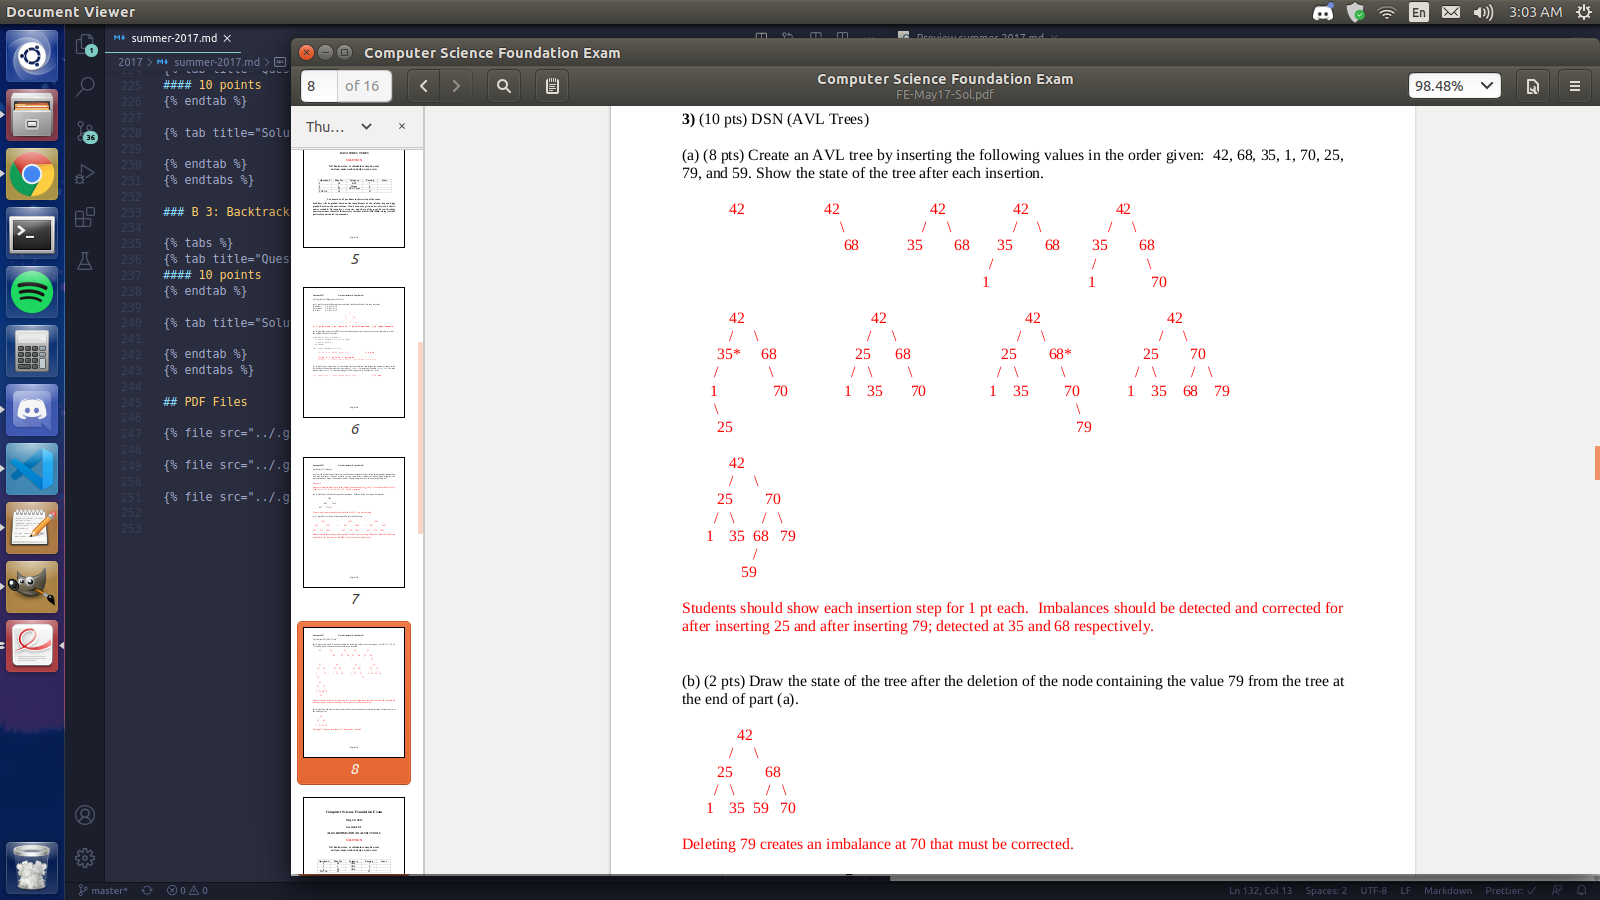 Document Viewer
En
3:03 AM
summer-2017.md
Preview summer-2017.md
2017 > summer-2017.md >
225 #### 10 points
226 {% endtab %}
227
228 {% tab title="Solu
229
230 {% endtab %}
231 {% endtabs %}
232
233 ### B 3: Backtrack
234
235 {% tabs %}
236 {% tab title="Ques
237 #### 10 points
238 {% endtab %}
239
240 {% tab title="Solu
241
242 {% endtab %}
243 {% endtabs %}
244
245 ## PDF Files
246
247 {% file src="../.g
248
249 {% file src="../.g
250
251 {% file src="../.g
252
253
1
36
master*
0 0
Ln 132, Col 13 Spaces: 2 UTF-8 LF Markdown Prettier: ✓
Computer Science Foundation Exam
8 of 16
Computer Science Foundation Exam
FE-May17-Sol.pdf
98.48%
Thu...
5
6
7
8
3) (10 pts) DSN (AVL Trees)
(a) (8 pts) Create an AVL tree by inserting the following values in the order given: 42, 68, 35, 1, 70, 25,
79, and 59. Show the state of the tree after each insertion.
42 42 42 42 42
\ / \ / \ / \
68 35 68 35 68 35 68
/ / \
1 1 70
42 42 42 42
/ \ / \ / \ / \
35* 68 25 68 25 68* 25 70
/ \ / \ \ / \ \ / \ / \
1 70 1 35 70 1 35 70 1 35 68 79
\ \
25 79
42
/ \
25 70
/ \ / \
1 35 68 79
/
59
Students should show each insertion step for 1 pt each. Imbalances should be detected and corrected for
after inserting 25 and after inserting 79; detected at 35 and 68 respectively.
(b) (2 pts) Draw the state of the tree after the deletion of the node containing the value 79 from the tree at
the end of part (a).
42
/ \
25 68
/ \ / \
1 35 59 70
Deleting 79 creates an imbalance at 70 that must be corrected.